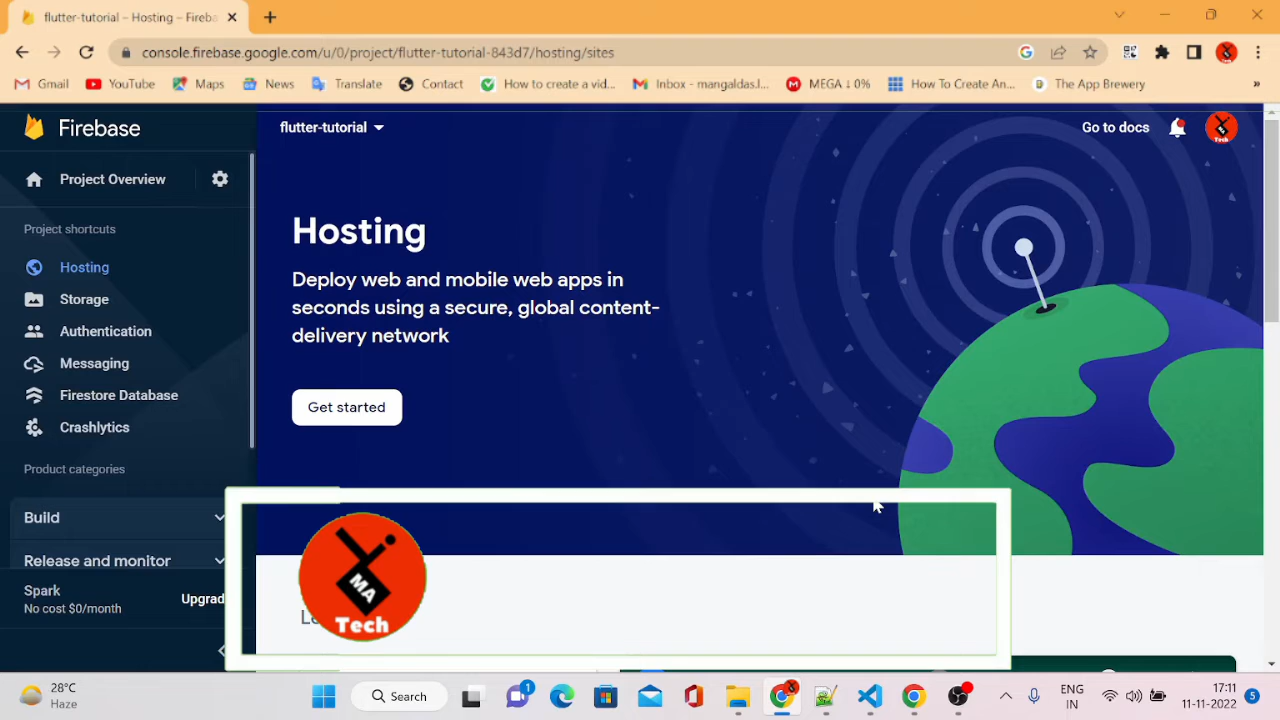 flutter-tutorial – Hosting – Fireba
console.firebase.google.com/u/0/project/flutter-tutorial-843d7/hosting/sites
Gmail YouTube Maps News Translate Contact How to create a vid... Inbox - mangaldas.l... MEGA ↓ 0% How To Create An... The App Brewery »
Firebase
flutter-tutorial
Go to docs
Project Overview
Project shortcuts
Hosting
Storage
Authentication
Messaging
Firestore Database
Crashlytics
Product categories
Build
Release and monitor
Spark
No cost $0/month
Upgrad
Hosting
Deploy web and mobile web apps in
seconds using a secure, global content-
delivery network
Get started
MA
Tech
28°C
Haze
Search
1
ENG
IN
17:11
11-11-2022
5